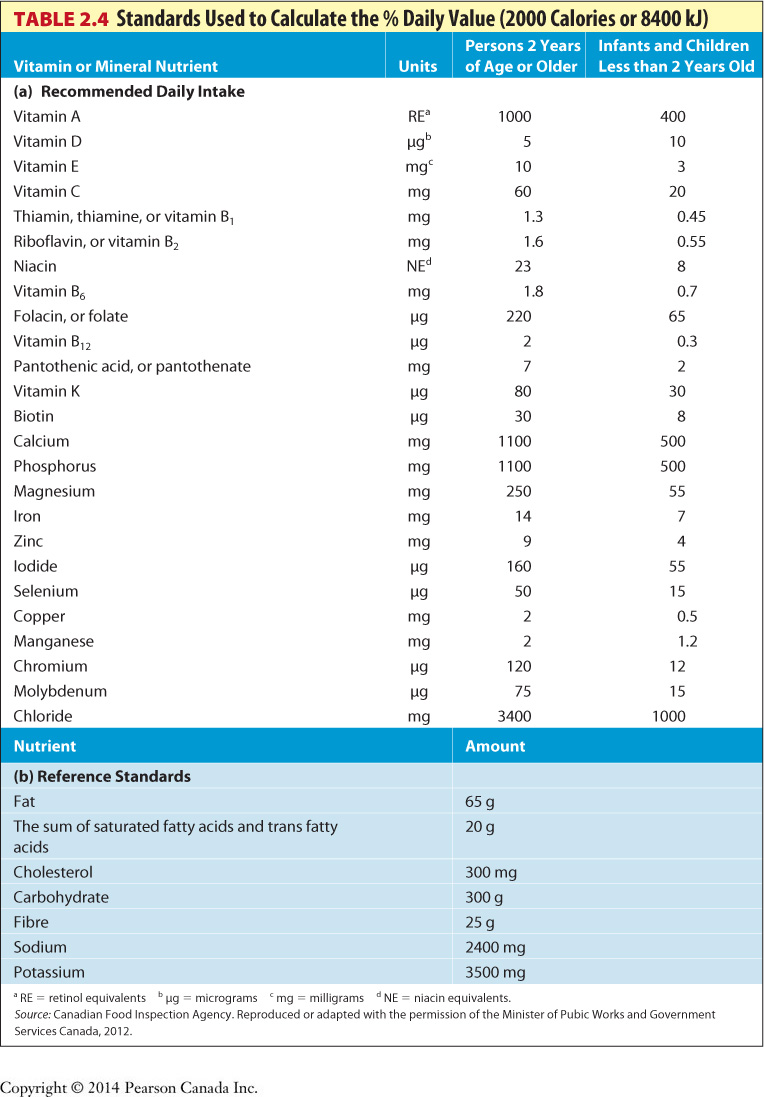 TABLE 2.4 Standards Used to Calculate the % Daily Value (2000 Calories or 8400 kJ)
Vitamin or Mineral Nutrient Units Persons 2 Years of Age or Older Infants and Children Less than 2 Years Old
(a) Recommended Daily Intake
Vitamin A REᵃ 1000 400
Vitamin D µgᵇ 5 10
Vitamin E mgᶜ 10 3
Vitamin C mg 60 20
Thiamin, thiamine, or vitamin B₁ mg 1.3 0.45
Riboflavin, or vitamin B₂ mg 1.6 0.55
Niacin NEᵈ 23 8
Vitamin B₆ mg 1.8 0.7
Folacin, or folate µg 220 65
Vitamin B₁₂ µg 2 0.3
Pantothenic acid, or pantothenate mg 7 2
Vitamin K µg 80 30
Biotin µg 30 8
Calcium mg 1100 500
Phosphorus mg 1100 500
Magnesium mg 250 55
Iron mg 14 7
Zinc mg 9 4
Iodide µg 160 55
Selenium µg 50 15
Copper mg 2 0.5
Manganese mg 2 1.2
Chromium µg 120 12
Molybdenum µg 75 15
Chloride mg 3400 1000
Nutrient Amount
(b) Reference Standards
Fat 65 g
The sum of saturated fatty acids and trans fatty 20 g
acids
Cholesterol 300 mg
Carbohydrate 300 g
Fibre 25 g
Sodium 2400 mg
Potassium 3500 mg
ᵃ RE = retinol equivalents ᵇ µg = micrograms ᶜ mg = milligrams ᵈ NE = niacin equivalents.
Source: Canadian Food Inspection Agency. Reproduced or adapted with the permission of the Minister of Pubic Works and Government
Services Canada, 2012.
Copyright © 2014 Pearson Canada Inc.